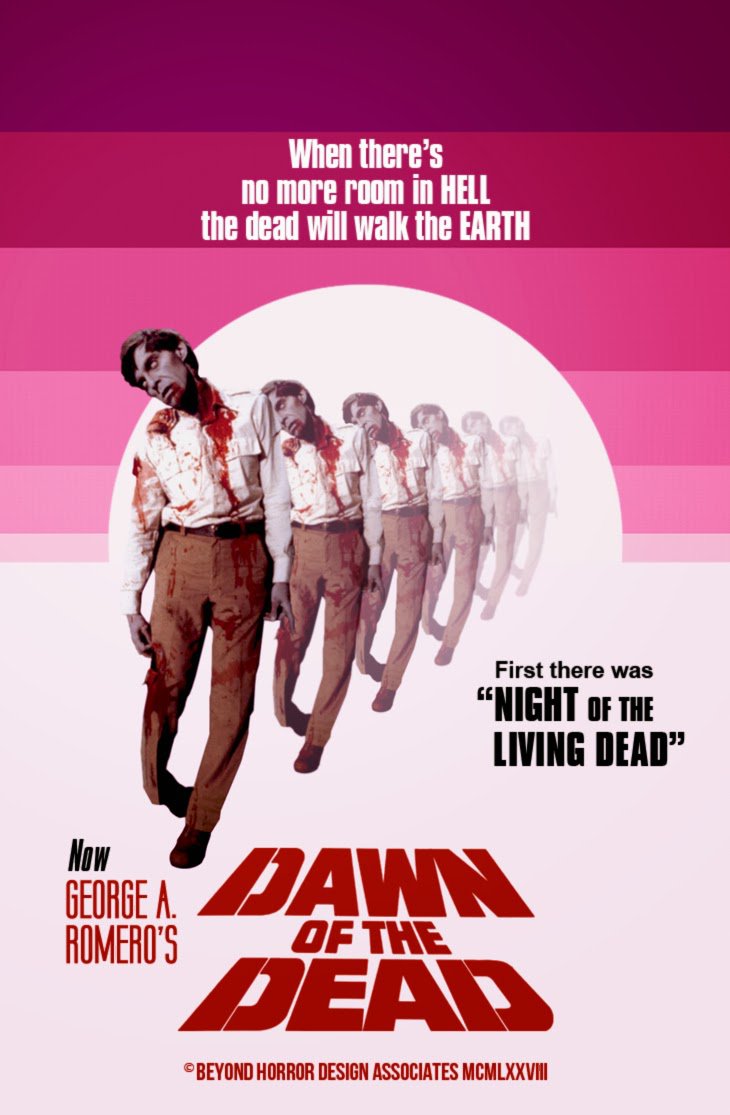 When there's
no more room in HELL
the dead will walk the EARTH
First there was
“NIGHT OF THE
LIVING DEAD”
Now
GEORGE A.
ROMERO'S
DAWN
OF THE
DEAD
© BEYOND HORROR DESIGN ASSOCIATES MCMLXXVIII